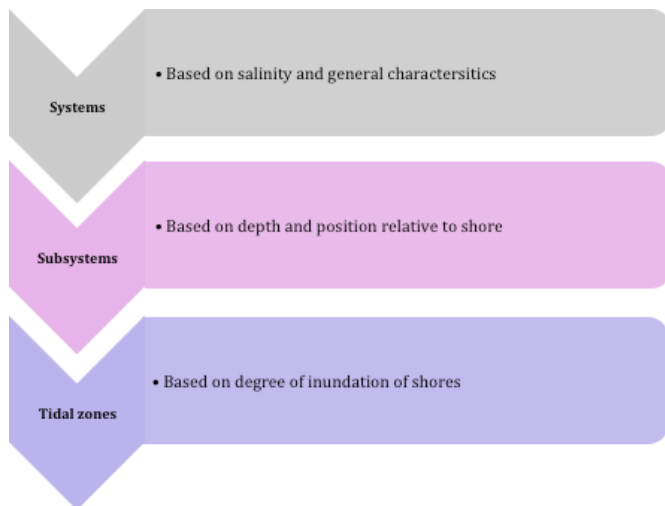 Systems
• Based on salinity and general charactersitics
Subsystems
• Based on depth and position relative to shore
Tidal zones
• Based on degree of inundation of shores